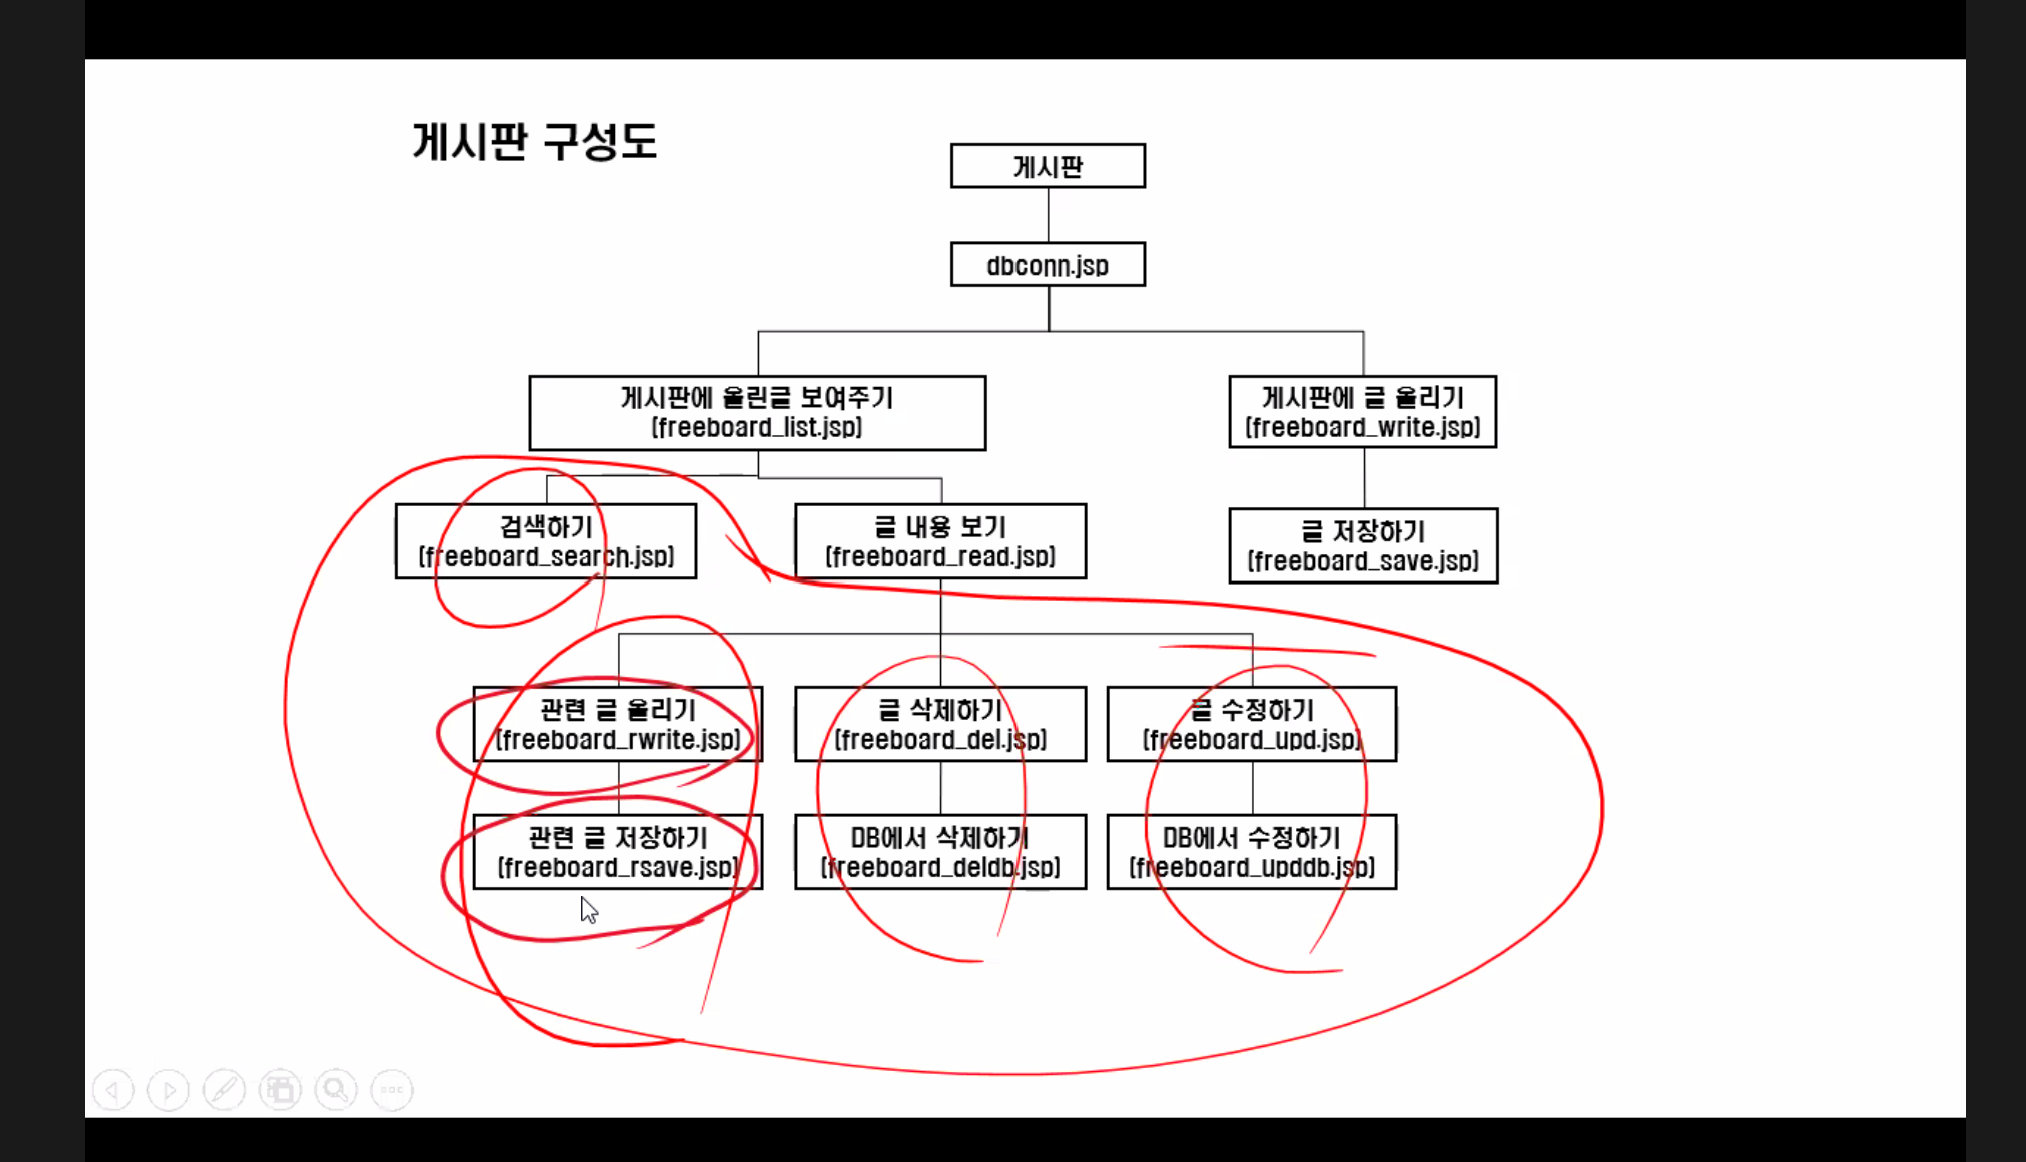 게시판 구성도
게시판
dbconn.jsp
게시판에 올린글 보여주기
(freeboard_list.jsp)
게시판에 글 올리기
(freeboard_write.jsp)
검색하기
(freeboard_search.jsp)
글 내용 보기
(freeboard_read.jsp)
글 저장하기
(freeboard_save.jsp)
관련 글 올리기
(freeboard_rwrite.jsp)
글 삭제하기
(freeboard_del.jsp)
글 수정하기
(freeboard_upd.jsp)
관련 글 저장하기
(freeboard_rsave.jsp)
DB에서 삭제하기
(freeboard_deldb.jsp)
DB에서 수정하기
(freeboard_upddb.jsp)